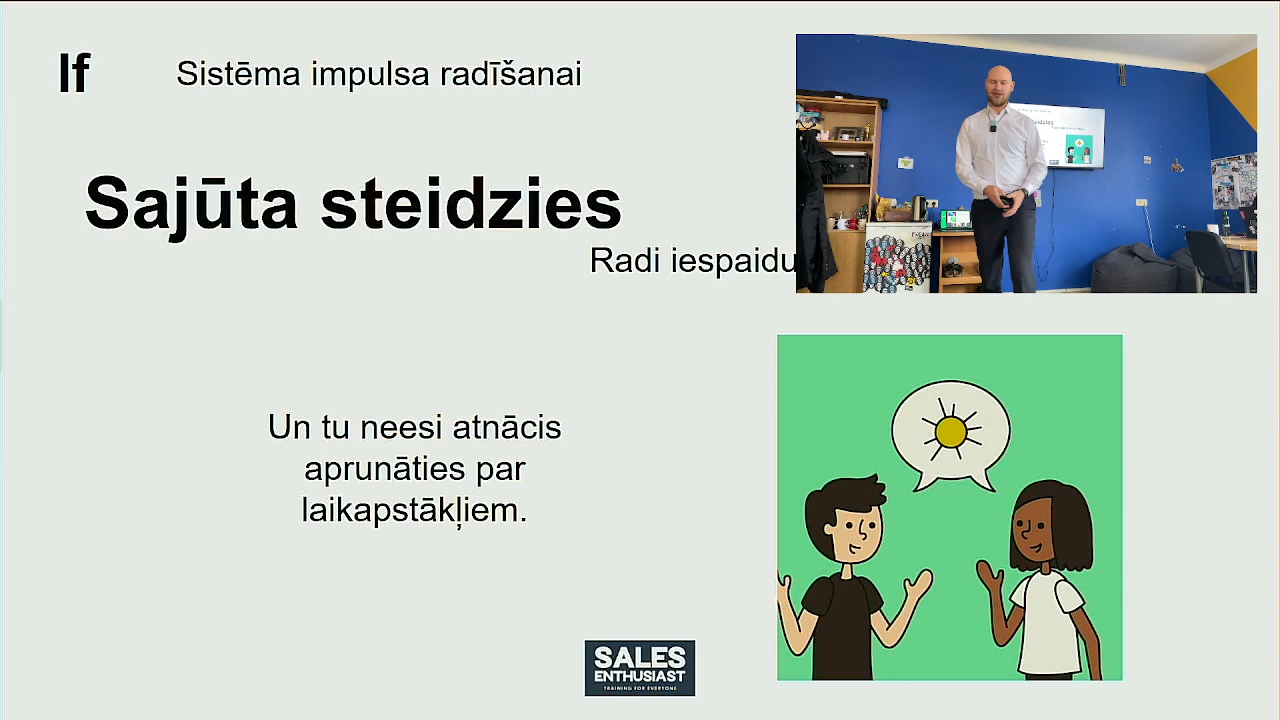 If
Sistēma impulsa radīšanai
Sajūta steidzies
Radi iespaidu
Un tu neesi atnācis
aprunāties par
laikapstākļiem.
SALES
ENTHUSIAST
TRAINING FOR EVERYONE